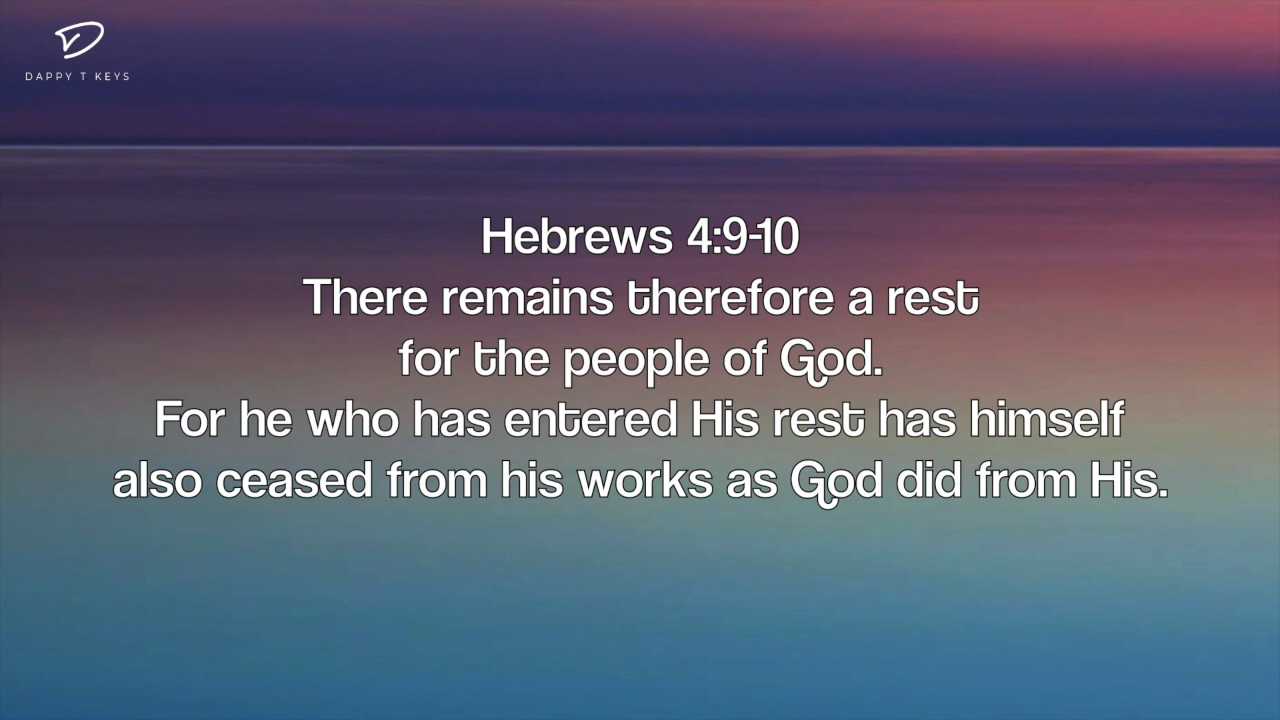 DAPPY T KEYS
Hebrews 4:9-10
There remains therefore a rest
for the people of God.
For he who has entered His rest has himself
also ceased from his works as God did from His.